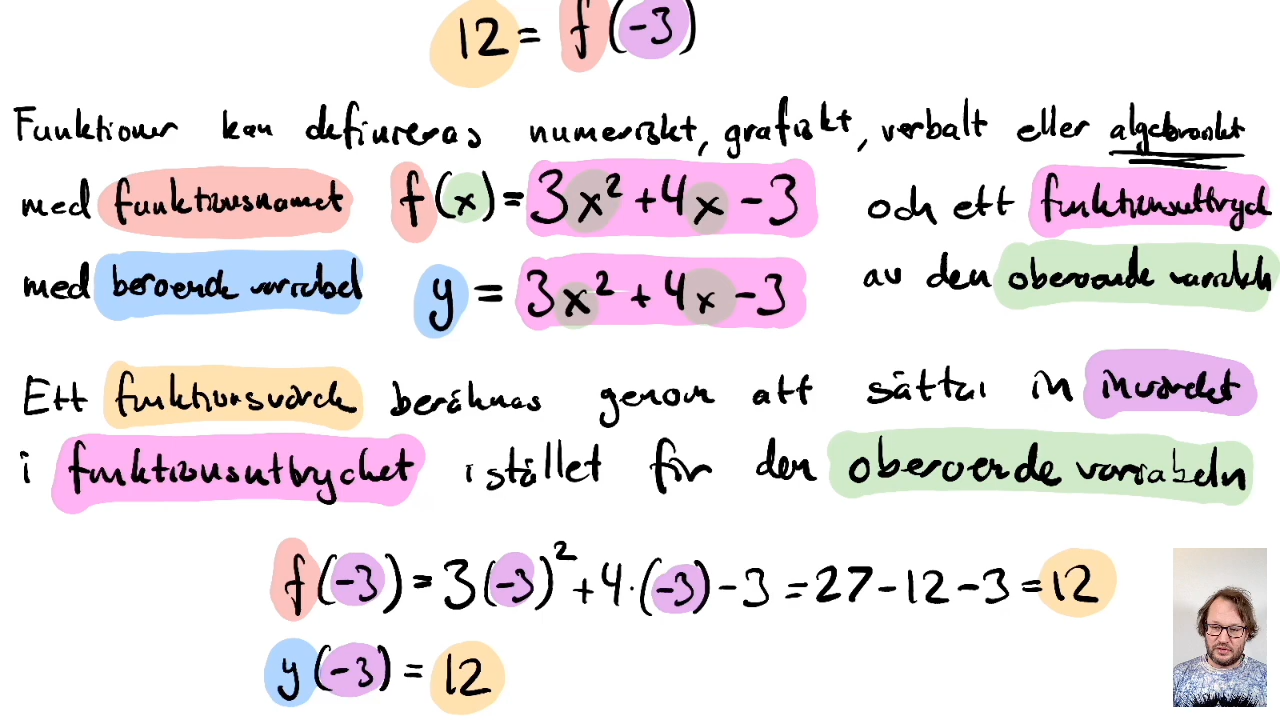 12 = f(-3)
Funktioner kan definieras numeriskt, grafiskt, verbalt eller algebraiskt
med funktionsnamet f(x) = 3x² + 4x - 3 och ett funktionsuttryck
med beroende variabel y = 3x² + 4x - 3 av den oberoende variabeln
Ett funktionsvärde beräknas genom att sätta in invärdet
i funktionsuttrycket istället för den oberoende variabeln
f(-3) = 3(-3)² + 4·(-3) - 3 = 27 - 12 - 3 = 12
y(-3) = 12